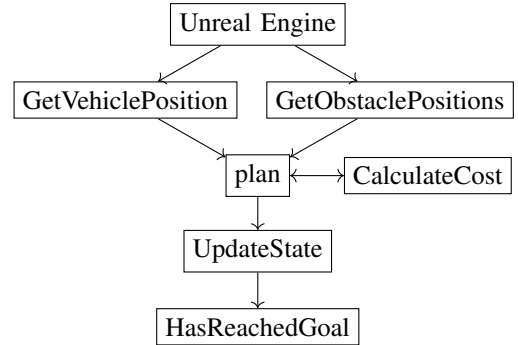 Unreal Engine
GetVehiclePosition
GetObstaclePositions
plan
CalculateCost
UpdateState
HasReachedGoal